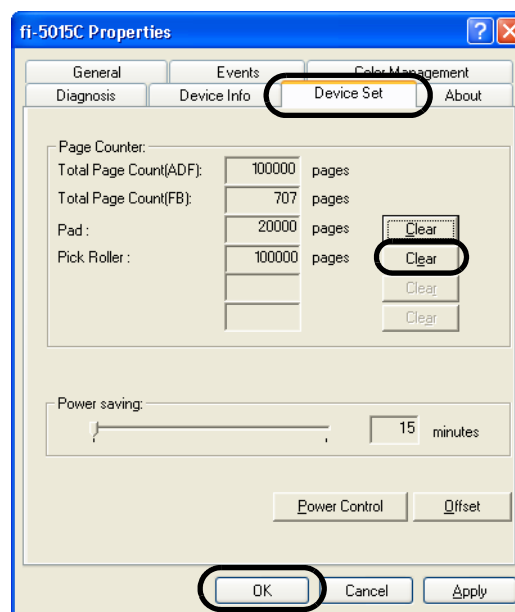 fi-5015C Properties
General Events Color Management
Diagnosis Device Info Device Set About
Page Counter:
Total Page Count(ADF): 100000 pages
Total Page Count(FB): 707 pages
Pad : 20000 pages Clear
Pick Roller : 100000 pages Clear
Clear
Clear
Power saving:
15 minutes
Power Control Offset
OK Cancel Apply